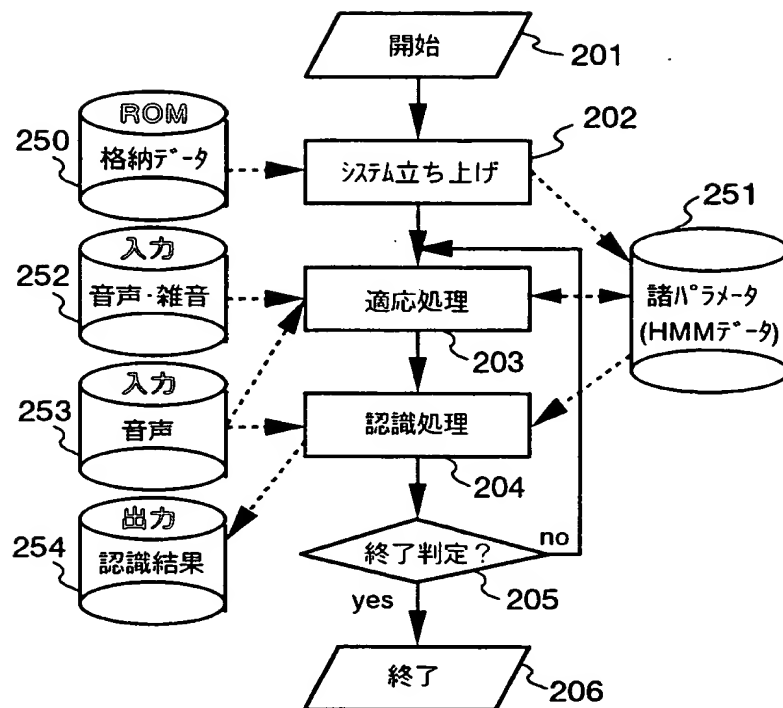 開始
201
ROM
格納データ
250
202
システム立ち上げ
251
諸パラメータ
(HMMデータ)
入力
音声・雑音
252
適応処理
203
入力
音声
253
認識処理
204
出力
認識結果
254
終了判定?
no
205
yes
終了
206